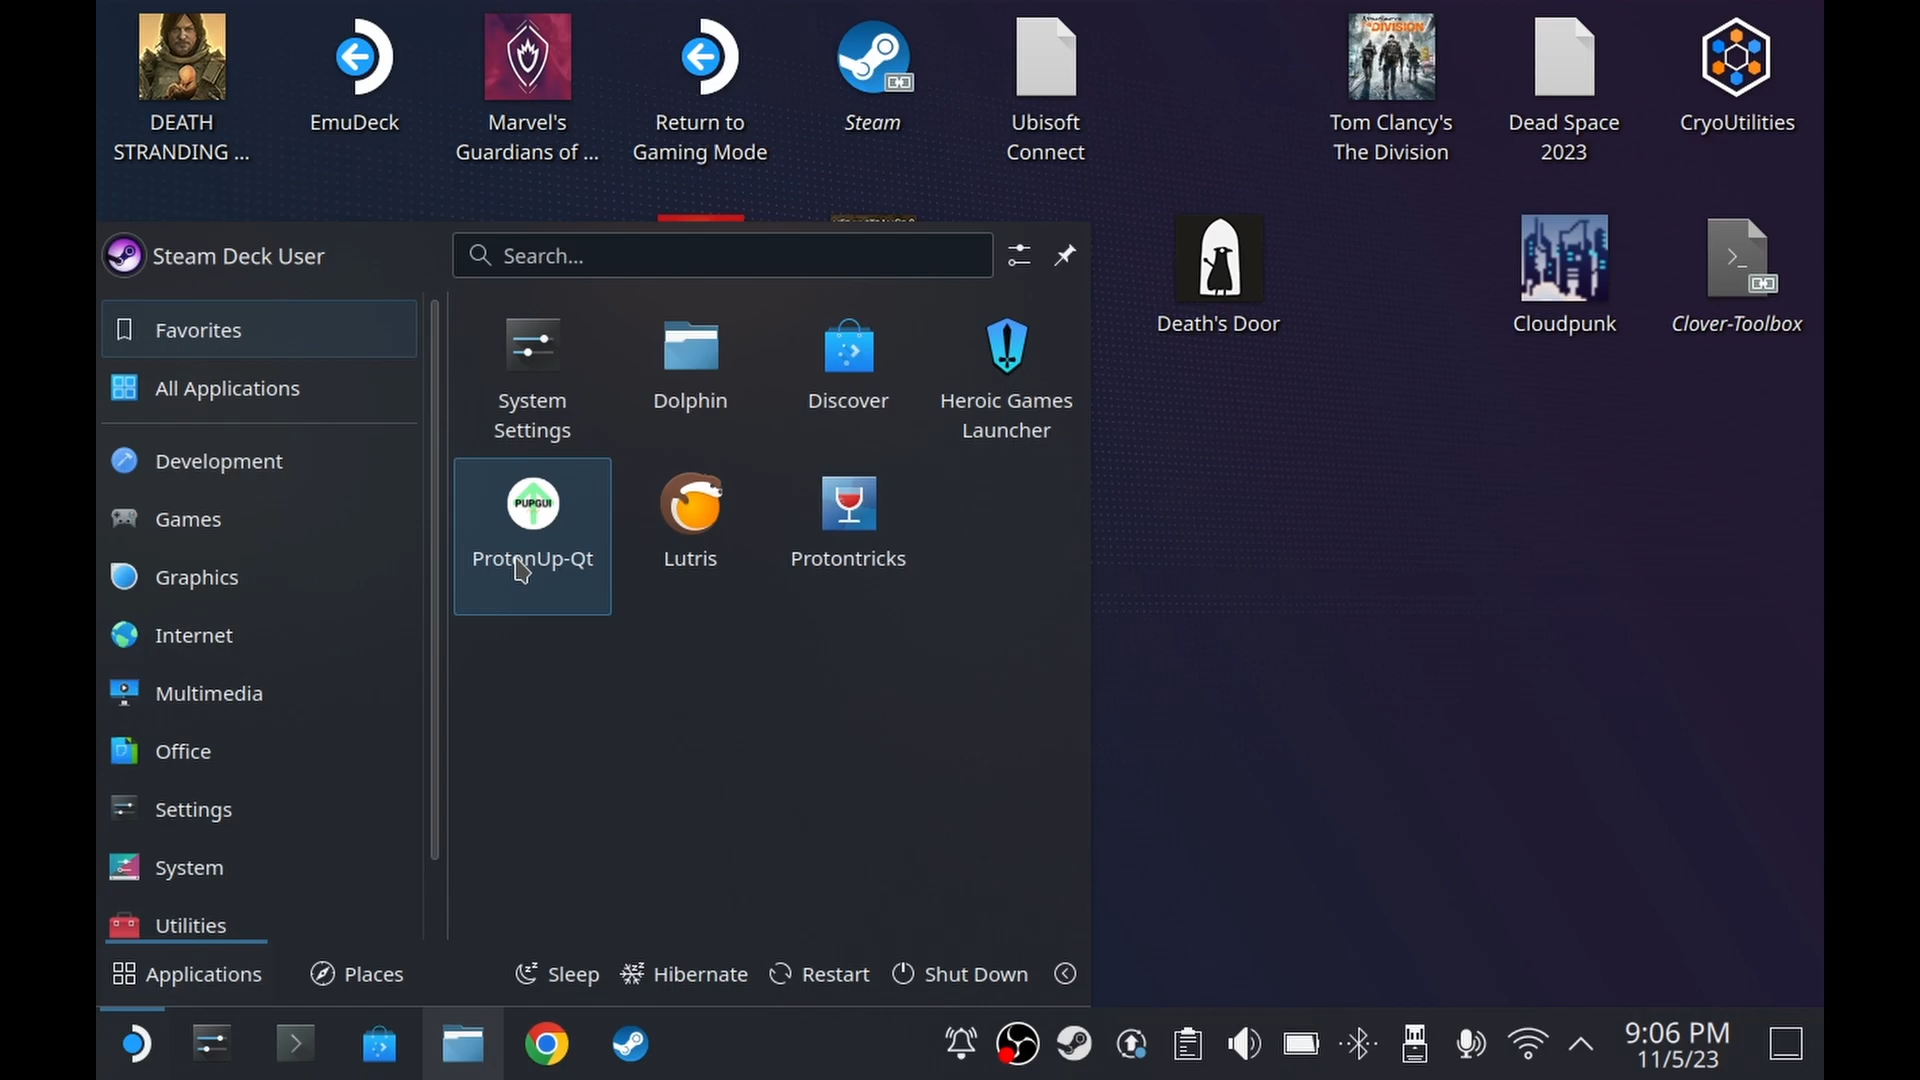 DEATH
STRANDING ...
EmuDeck
Marvel's
Guardians of ...
Return to
Gaming Mode
Steam
Ubisoft
Connect
THE DIVISION
Tom Clancy's
The Division
Dead Space
2023
CryoUtilities
Death's Door
Cloudpunk
Clover-Toolbox
Steam Deck User
Search...
Favorites
All Applications
Development
Games
Graphics
Internet
Multimedia
Office
Settings
System
Utilities
System
Settings
Dolphin
Discover
Heroic Games
Launcher
PUPGUI
ProtonUp-Qt
Lutris
Protontricks
Applications
Places
Sleep
Hibernate
Restart
Shut Down
9:06 PM
11/5/23